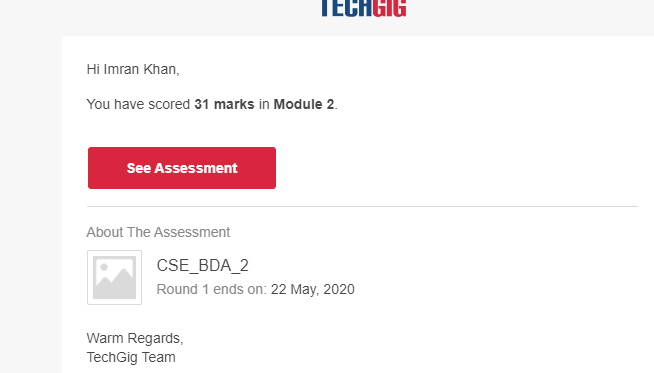 TECHGIG
Hi Imran Khan,
You have scored 31 marks in Module 2.
See Assessment
About The Assessment
CSE_BDA_2
Round 1 ends on: 22 May, 2020
Warm Regards,
TechGig Team